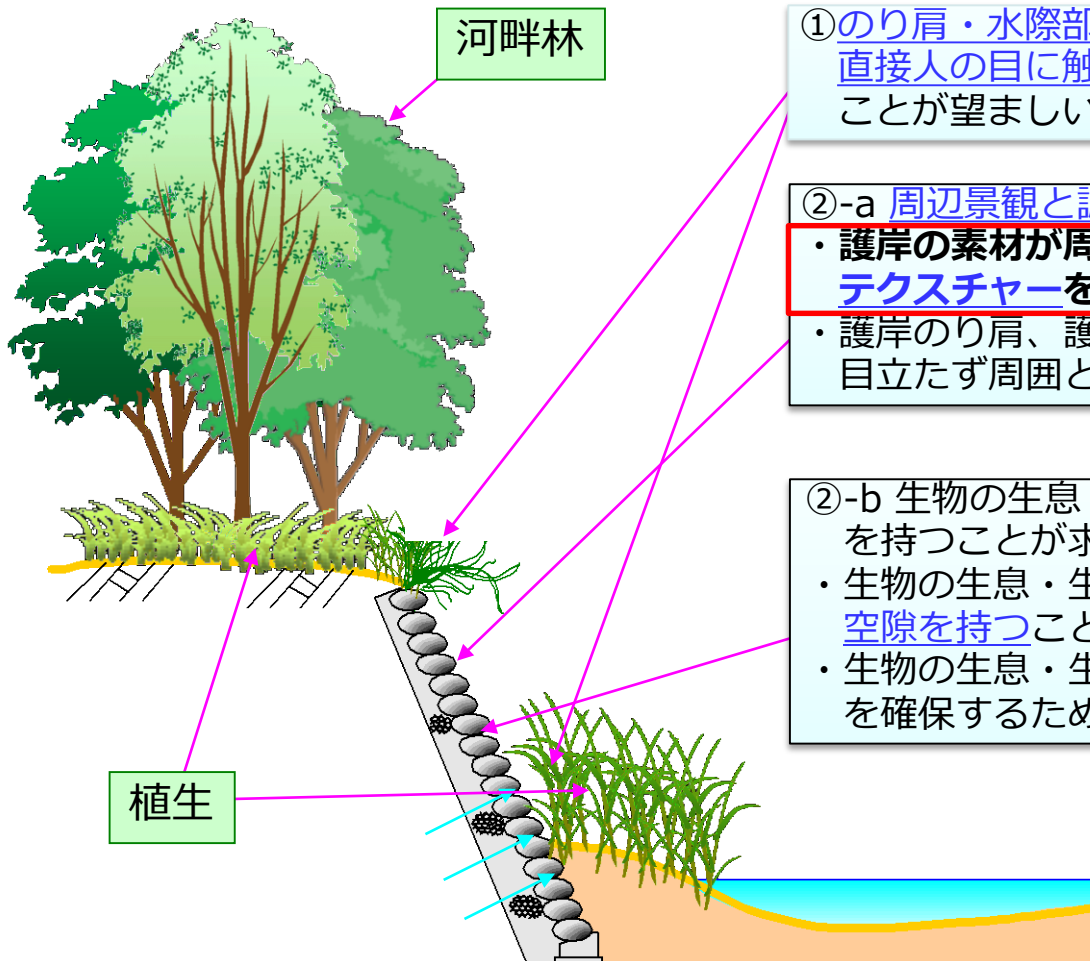 河畔林
①のり肩・水際部
直接人の目に触
ことが望ましい
②-a 周辺景観と
・護岸の素材が周
テクスチャーを
・護岸のり肩、護
目立たず周囲と
②-b 生物の生息
を持つことが求
・生物の生息・生
空隙を持つこと
・生物の生息・生
を確保するため
植生